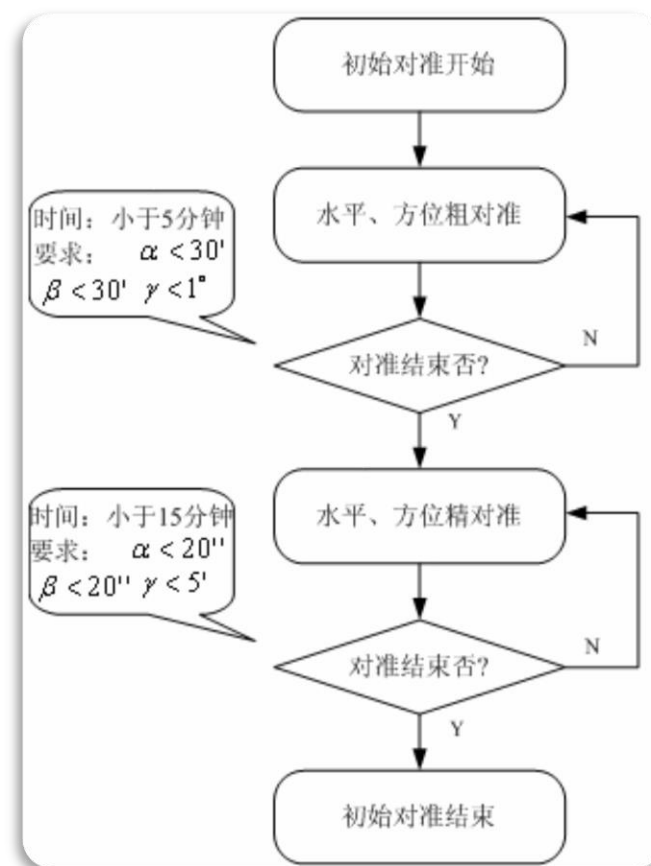 初始对准开始
水平、方位粗对准
时间：小于5分钟
要求： α<30'
β<30' γ<1°
对准结束否?
N
Y
水平、方位精对准
时间：小于15分钟
要求： α<20''
β<20'' γ<5'
对准结束否?
N
Y
初始对准结束